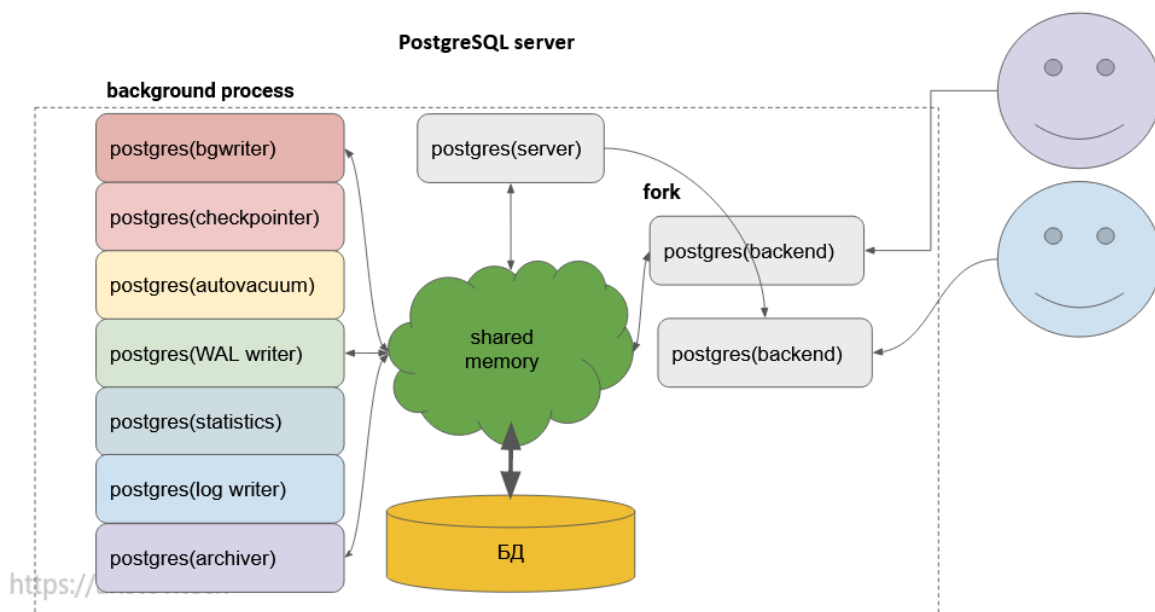 PostgreSQL server
background process
postgres(bgwriter)
postgres(checkpointer)
postgres(autovacuum)
postgres(WAL writer)
postgres(statistics)
postgres(log writer)
postgres(archiver)
postgres(server)
fork
postgres(backend)
postgres(backend)
shared
memory
БД
https://